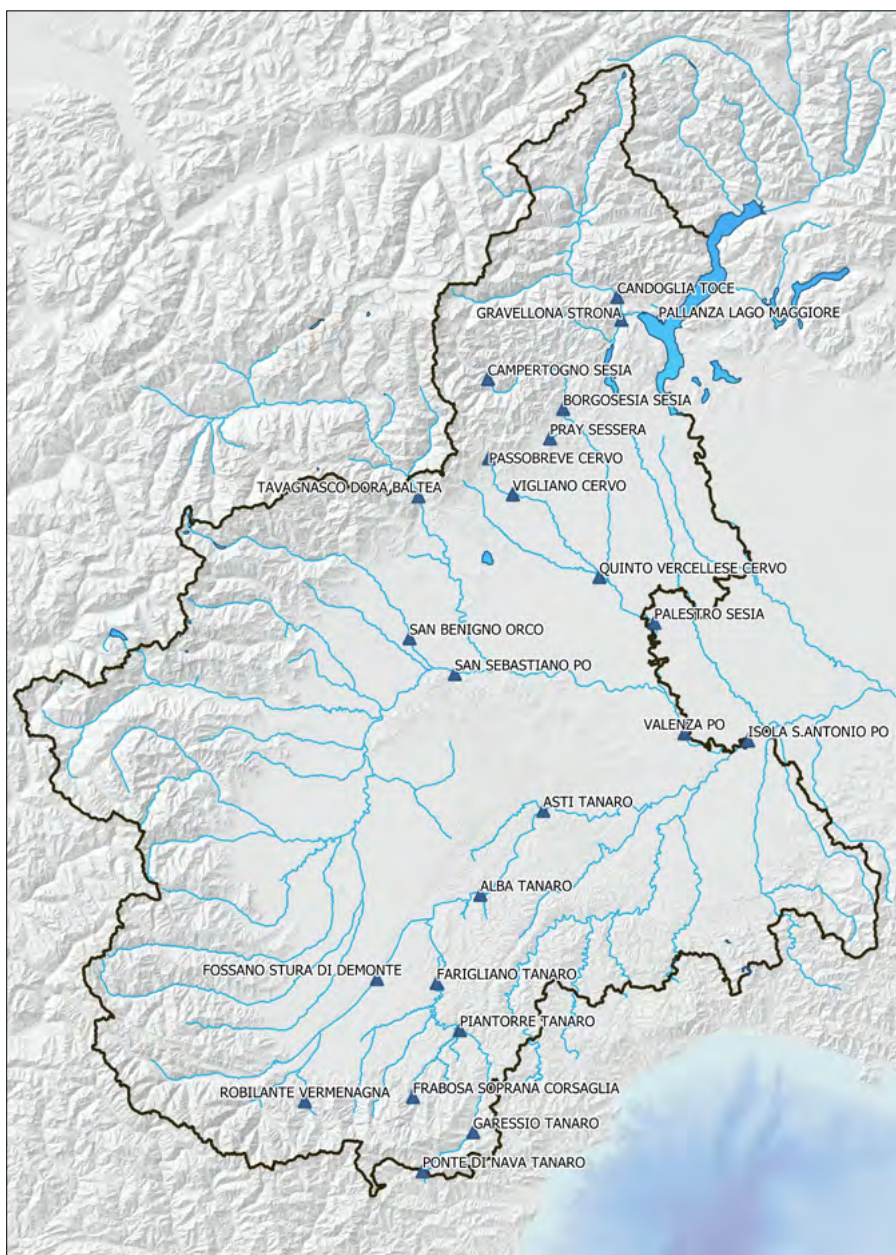 CANDOGLIA TOCE
GRAVELLONA STRONA
PALLANZA LAGO MAGGIORE
CAMPERTOGNO SESIA
BORGOSESIA SESIA
PRAY SESSERA
PASSOBREVE CERVO
TAVAGNASCO DORA BALTEA
VIGLIANO CERVO
QUINTO VERCELLESE CERVO
PALESTRO SESIA
SAN BENIGNO ORCO
SAN SEBASTIANO PO
VALENZA PO
ISOLA S.ANTONIO PO
ASTI TANARO
ALBA TANARO
FOSSANO STURA DI DEMONTE
FARIGLIANO TANARO
PIANTORRE TANARO
ROBILANTE VERMENAGNA
FRABOSA SOPRANA CORSAGLIA
GARESSIO TANARO
PONTE DI NAVA TANARO